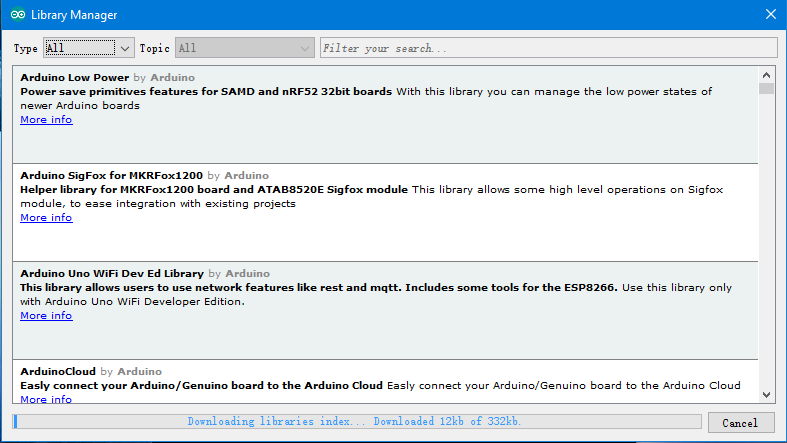 Library Manager
Type All Topic All Filter your search...
Arduino Low Power by Arduino
Power save primitives features for SAMD and nRF52 32bit boards With this library you can manage the low power states of
newer Arduino boards
More info
Arduino SigFox for MKRFox1200 by Arduino
Helper library for MKRFox1200 board and ATAB8520E Sigfox module This library allows some high level operations on Sigfox
module, to ease integration with existing projects
More info
Arduino Uno WiFi Dev Ed Library by Arduino
This library allows users to use network features like rest and mqtt. Includes some tools for the ESP8266. Use this library only
with Arduino Uno WiFi Developer Edition.
More info
ArduinoCloud by Arduino
Easly connect your Arduino/Genuino board to the Arduino Cloud Easly connect your Arduino/Genuino board to the Arduino Cloud
More info
Downloading libraries index... Downloaded 12kb of 332kb.
Cancel